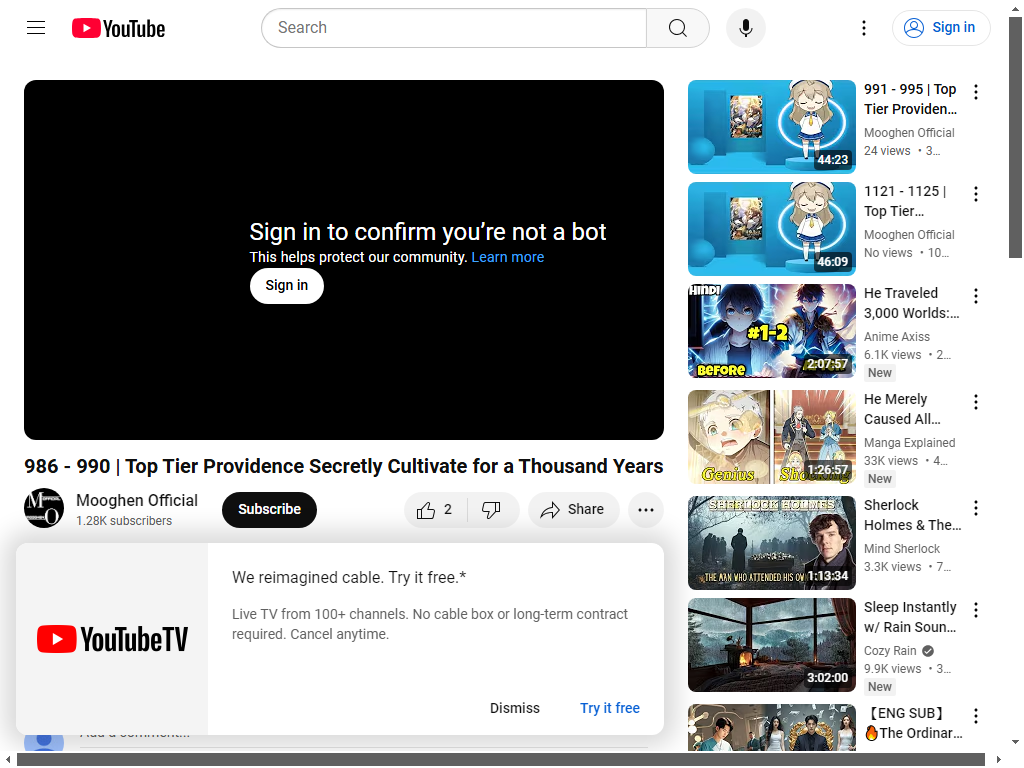 YouTube
Search
Sign in
Sign in to confirm you’re not a bot
This helps protect our community. Learn more
Sign in
986 - 990 | Top Tier Providence Secretly Cultivate for a Thousand Years
Mooghen Official
1.28K subscribers
Subscribe
2
Share
We reimagined cable. Try it free.*
Live TV from 100+ channels. No cable box or long-term contract
required. Cancel anytime.
YouTubeTV
Dismiss
Try it free
Add a comment...
44:23
991 - 995 | Top
Tier Providen…
Mooghen Official
24 views • 3…
46:09
1121 - 1125 |
Top Tier…
Mooghen Official
No views • 10…
HINDI
#1-2
BEFORE
2:07:57
He Traveled
3,000 Worlds:…
Anime Axiss
6.1K views • 2…
New
Genius
1:26:57
He Merely
Caused All…
Manga Explained
33K views • 4…
New
SHERLOCK HOLMES
THE MAN WHO ATTENDED HIS OW
1:13:34
Sherlock
Holmes & The…
Mind Sherlock
3.3K views • 7…
3:02:00
Sleep Instantly
w/ Rain Soun…
Cozy Rain
9.9K views • 3…
New
【ENG SUB】
🔥The Ordinar…